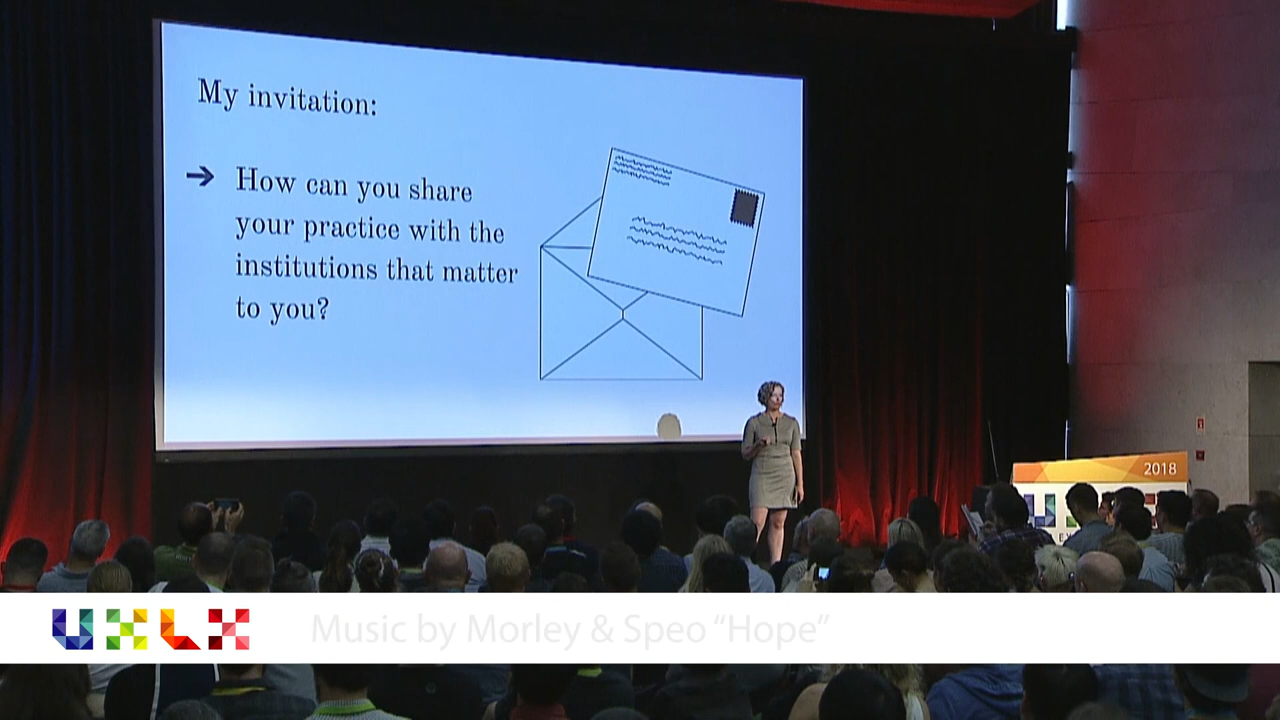 My invitation:
➔ How can you share
your practice with the
institutions that matter
to you?
2018
UXLX
Music by Morley & Speo “Hope”